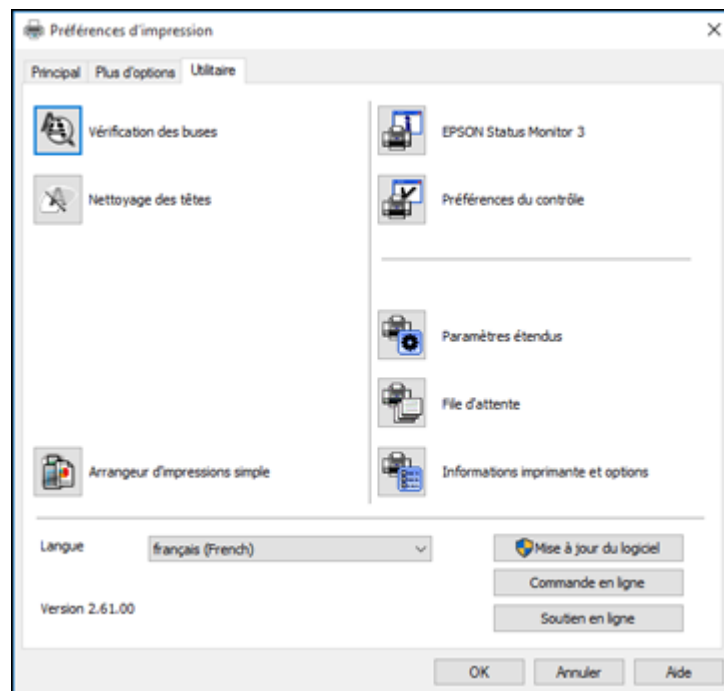 Préférences d'impression
Principal
Plus d'options
Utilitaire
Vérification des buses
EPSON Status Monitor 3
Nettoyage des têtes
Préférences du contrôle
Paramètres étendus
File d'attente
Arrangeur d'impressions simple
Informations imprimante et options
Langue
français (French)
Mise à jour du logiciel
Commande en ligne
Version 2.61.00
Soutien en ligne
OK
Annuler
Aide